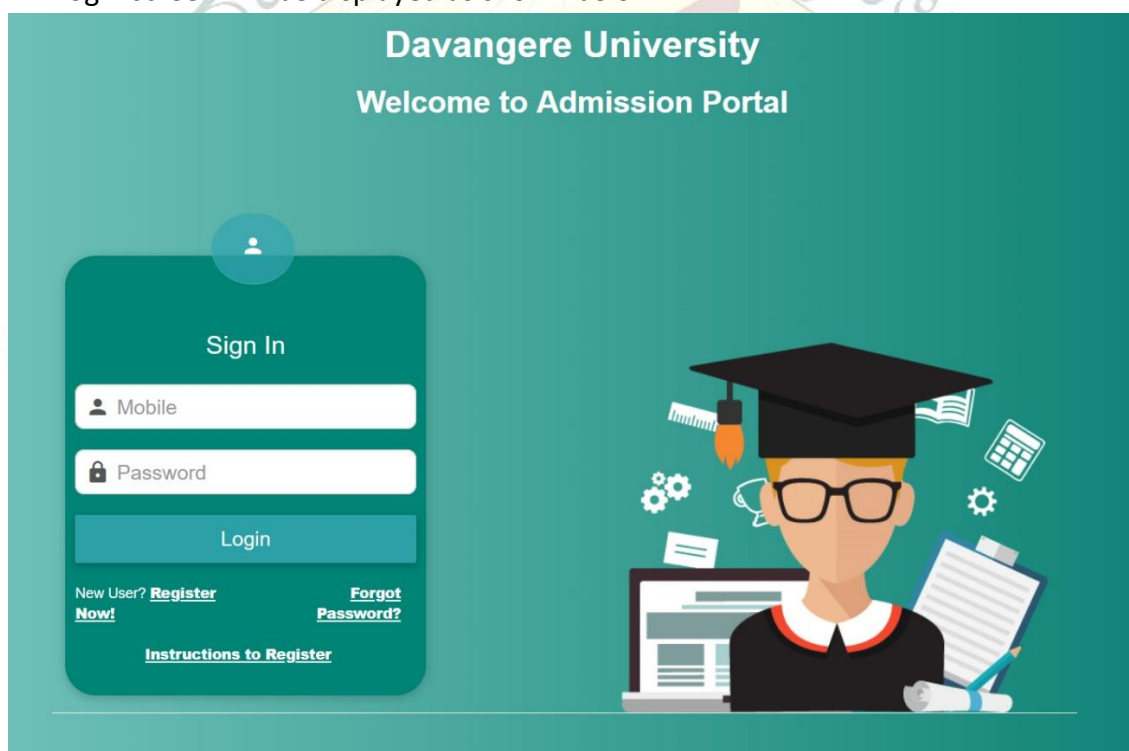 Davangere University
Welcome to Admission Portal
Sign In
Mobile
Password
Login
New User? Register
Now!
Forgot
Password?
Instructions to Register